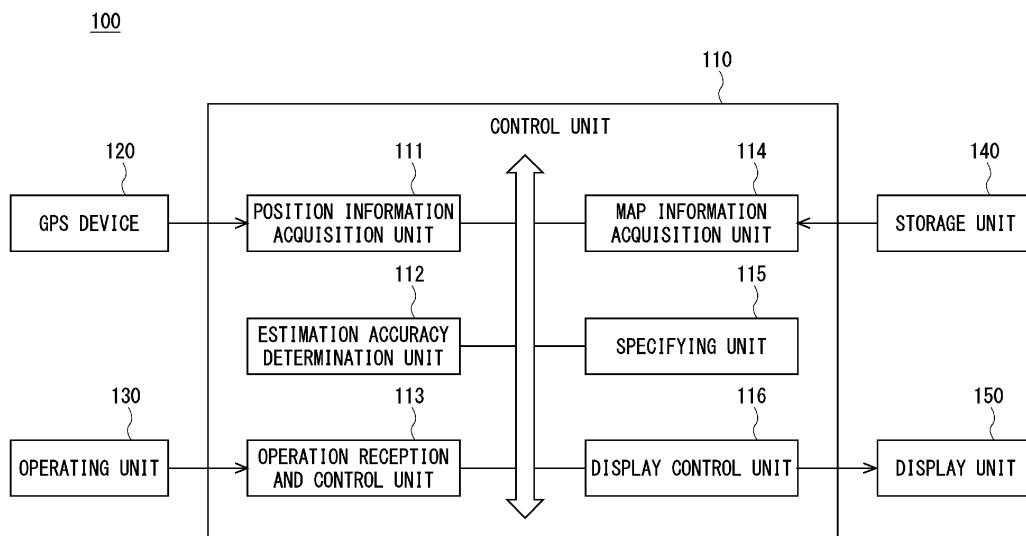 100
110
CONTROL UNIT
120
111
114
140
GPS DEVICE
POSITION INFORMATION
ACQUISITION UNIT
MAP INFORMATION
ACQUISITION UNIT
STORAGE UNIT
112
115
ESTIMATION ACCURACY
DETERMINATION UNIT
SPECIFYING UNIT
130
113
116
150
OPERATING UNIT
OPERATION RECEPTION
AND CONTROL UNIT
DISPLAY CONTROL UNIT
DISPLAY UNIT